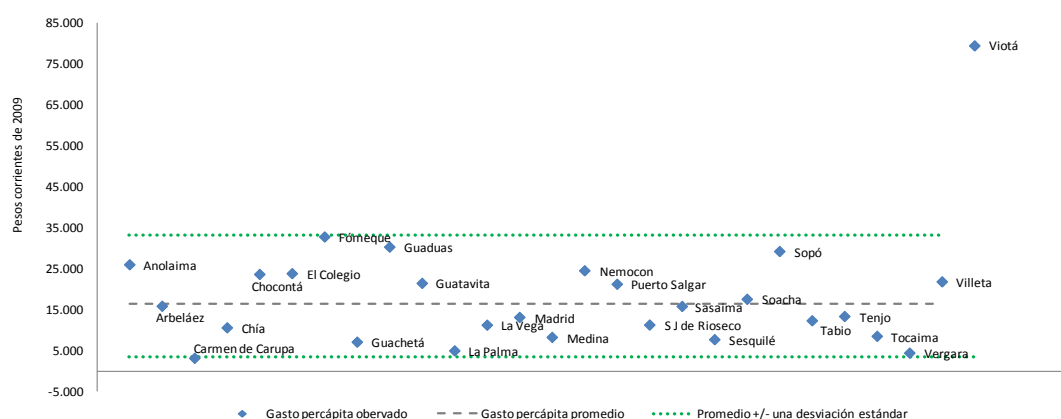 85.000
75.000
65.000
55.000
45.000
35.000
25.000
15.000
5.000
-5.000
Pesos corrientes de 2009
Viotá
Fómeque
Guaduas
Sopó
Anolaima
El Colegio
Nemocon
Chocontá
Guatavita
Puerto Salgar
Villeta
Arbeláez
Sasaima
Soacha
Chía
La Vega
Madrid
S J de Rioseco
Tabio
Tenjo
Carmen de Carupa
Guachetá
La Palma
Medina
Sesquilé
Tocaima
Vergara
Gasto percápita obervado
Gasto percápita promedio
Promedio +/- una desviación estándar